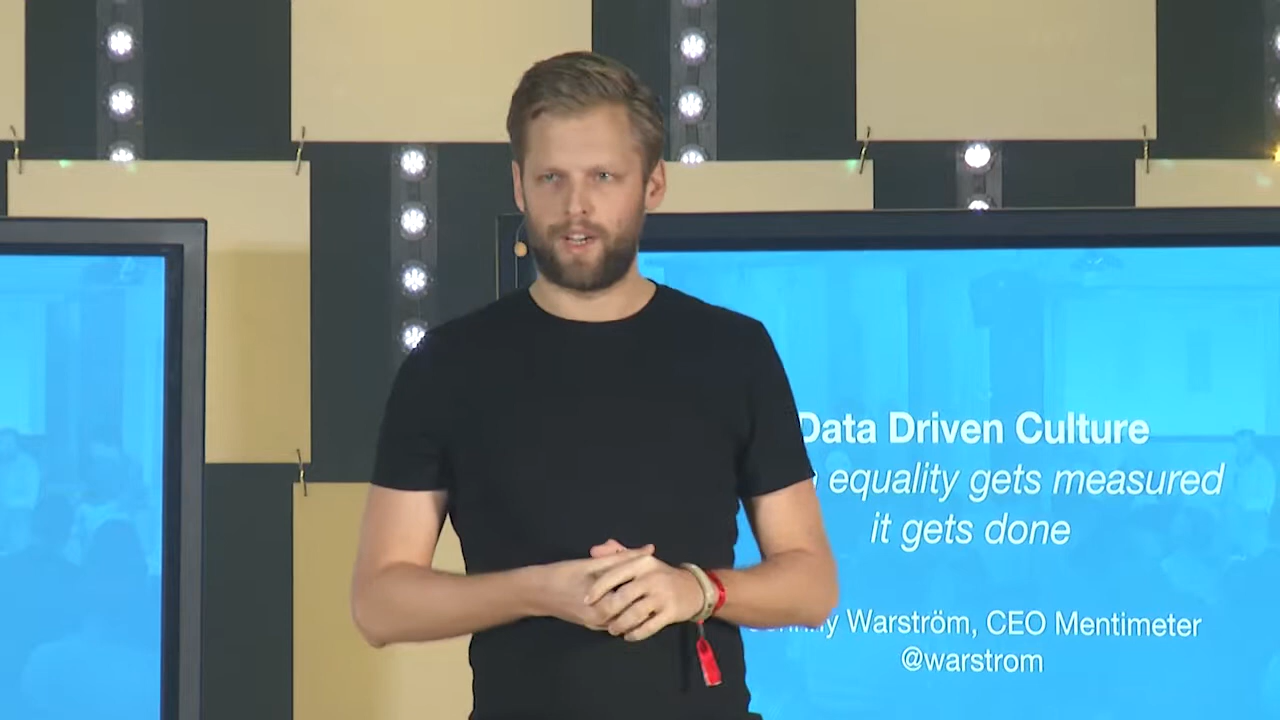 Data Driven Culture
equality gets measured
it gets done
Warström, CEO Mentimeter
@warstrom